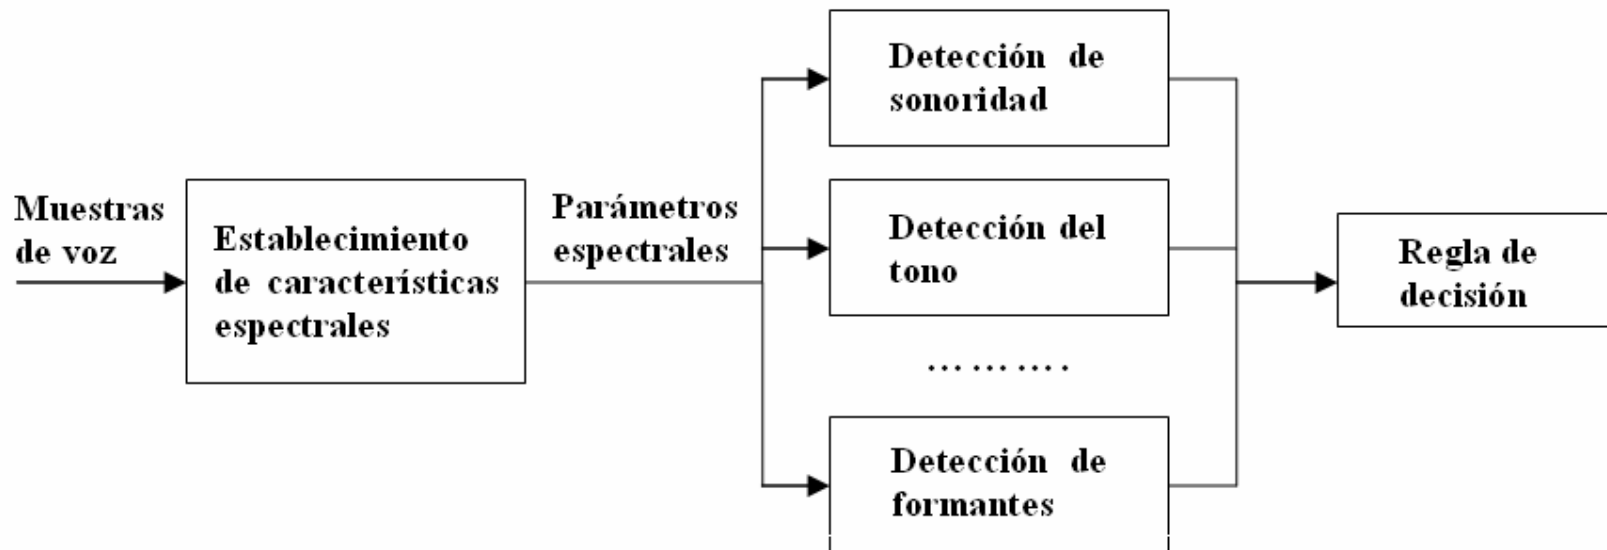 Muestras
de voz
Establecimiento
de características
espectrales
Parámetros
espectrales
Detección de
sonoridad
Detección del
tono
… … … .
Detección de
formantes
Regla de
decisión